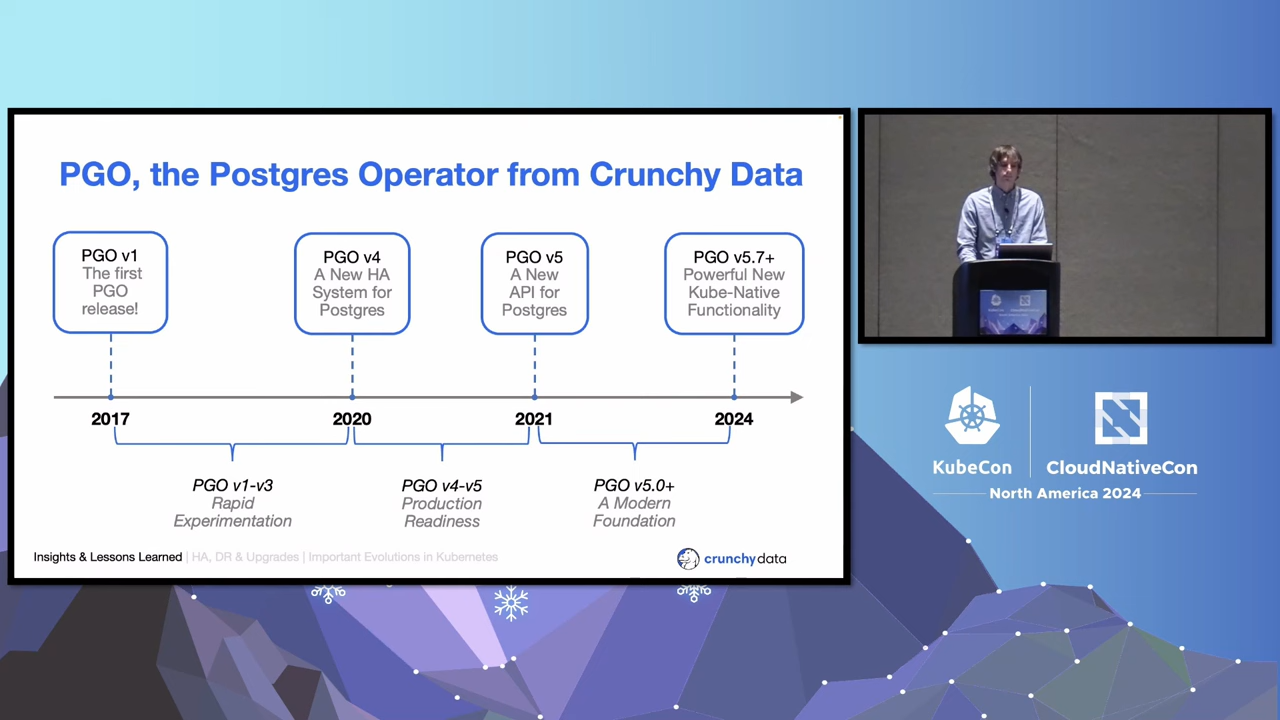 PGO, the Postgres Operator from Crunchy Data
PGO v1
The first
PGO
release!
PGO v4
A New HA
System for
Postgres
PGO v5
A New
API for
Postgres
PGO v5.7+
Powerful New
Kube-Native
Functionality
2017
2020
2021
2024
PGO v1-v3
Rapid
Experimentation
PGO v4-v5
Production
Readiness
PGO v5.0+
A Modern
Foundation
Insights & Lessons Learned | HA, DR & Upgrades | Important Evolutions in Kubernetes
crunchydata
KubeCon
CloudNativeCon
North America 2024